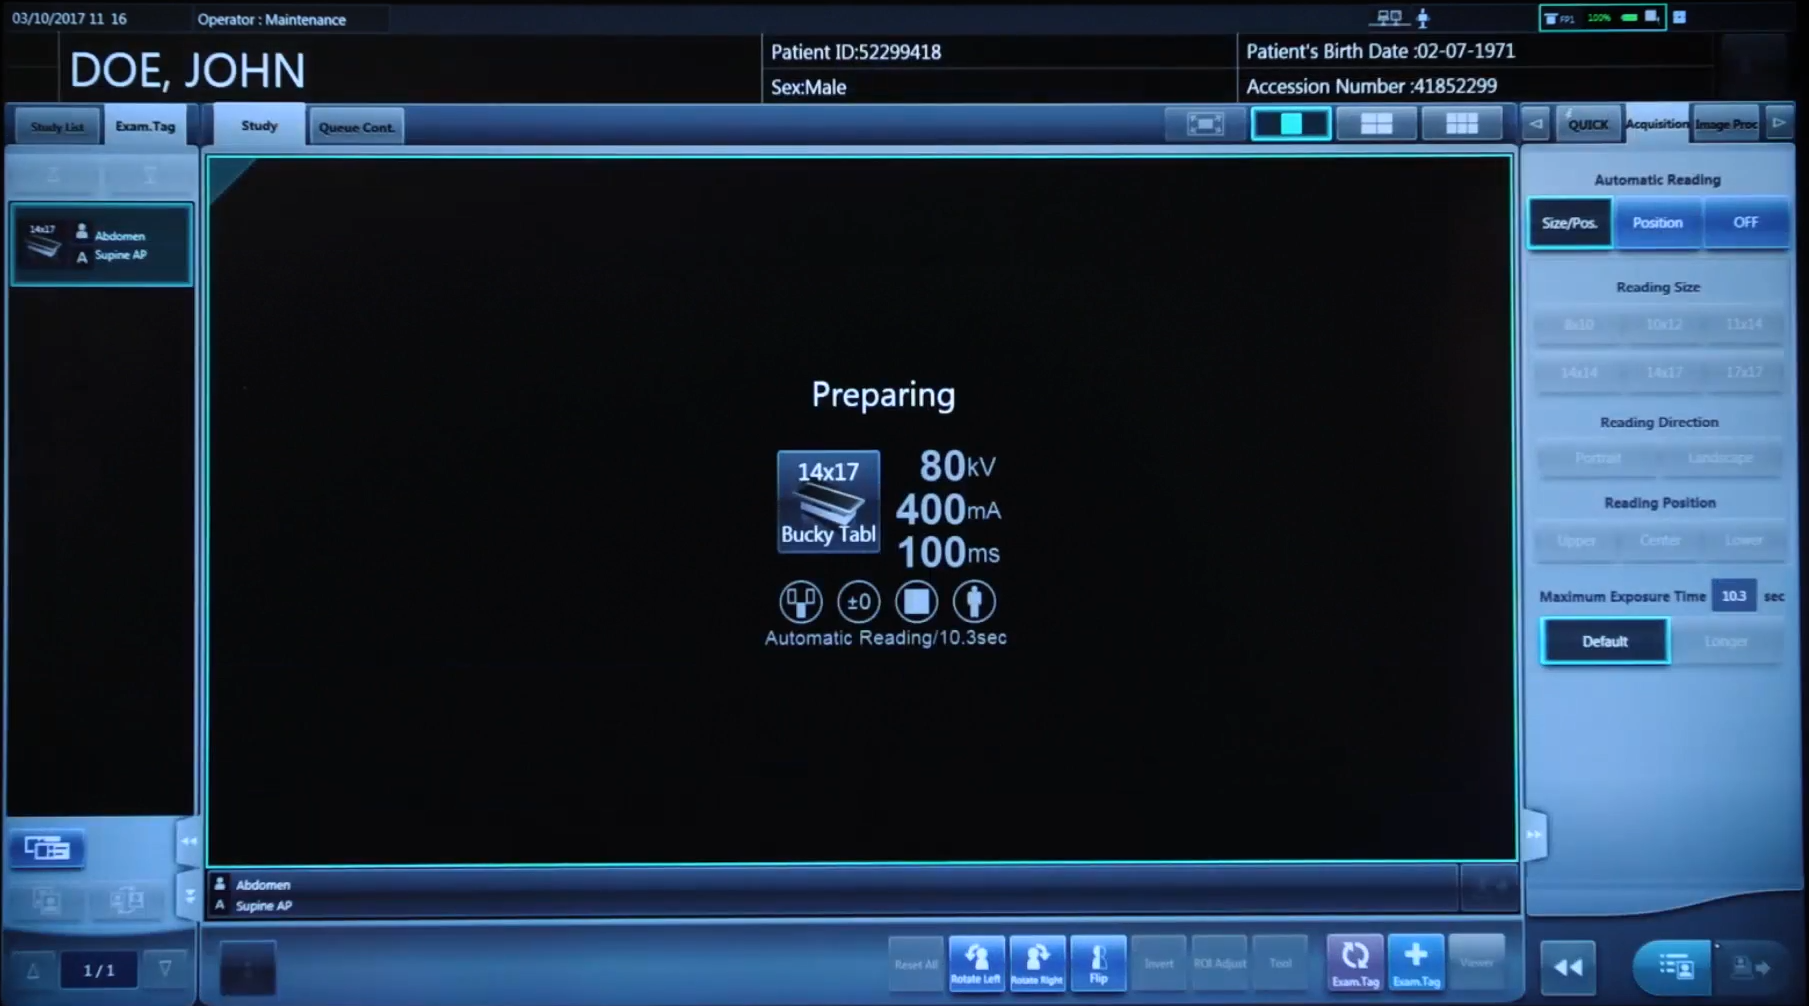 03/10/2017 11 16
Operator : Maintenance
FP1 100%
DOE, JOHN
Patient ID:52299418
Sex:Male
Patient's Birth Date :02-07-1971
Accession Number :41852299
Study List
Exam.Tag
Study
Queue Cont.
QUICK
Acquisition
Image Proc
14x17
Abdomen
A Supine AP
Automatic Reading
Size/Pos.
Position
OFF
Reading Size
8x10
10x12
11x14
14x14
14x17
17x17
Reading Direction
Portrait
Landscape
Reading Position
Upper
Center
Lower
Maximum Exposure Time 10.3 sec
Default
Longer
Preparing
14x17
Bucky Tabl
80kV
400mA
100ms
±0
Automatic Reading/10.3sec
Abdomen
A Supine AP
1/1
Reset All
Rotate Left
Rotate Right
Flip
Invert
ROI Adjust
Tool
Exam.Tag
Exam.Tag
Viewer